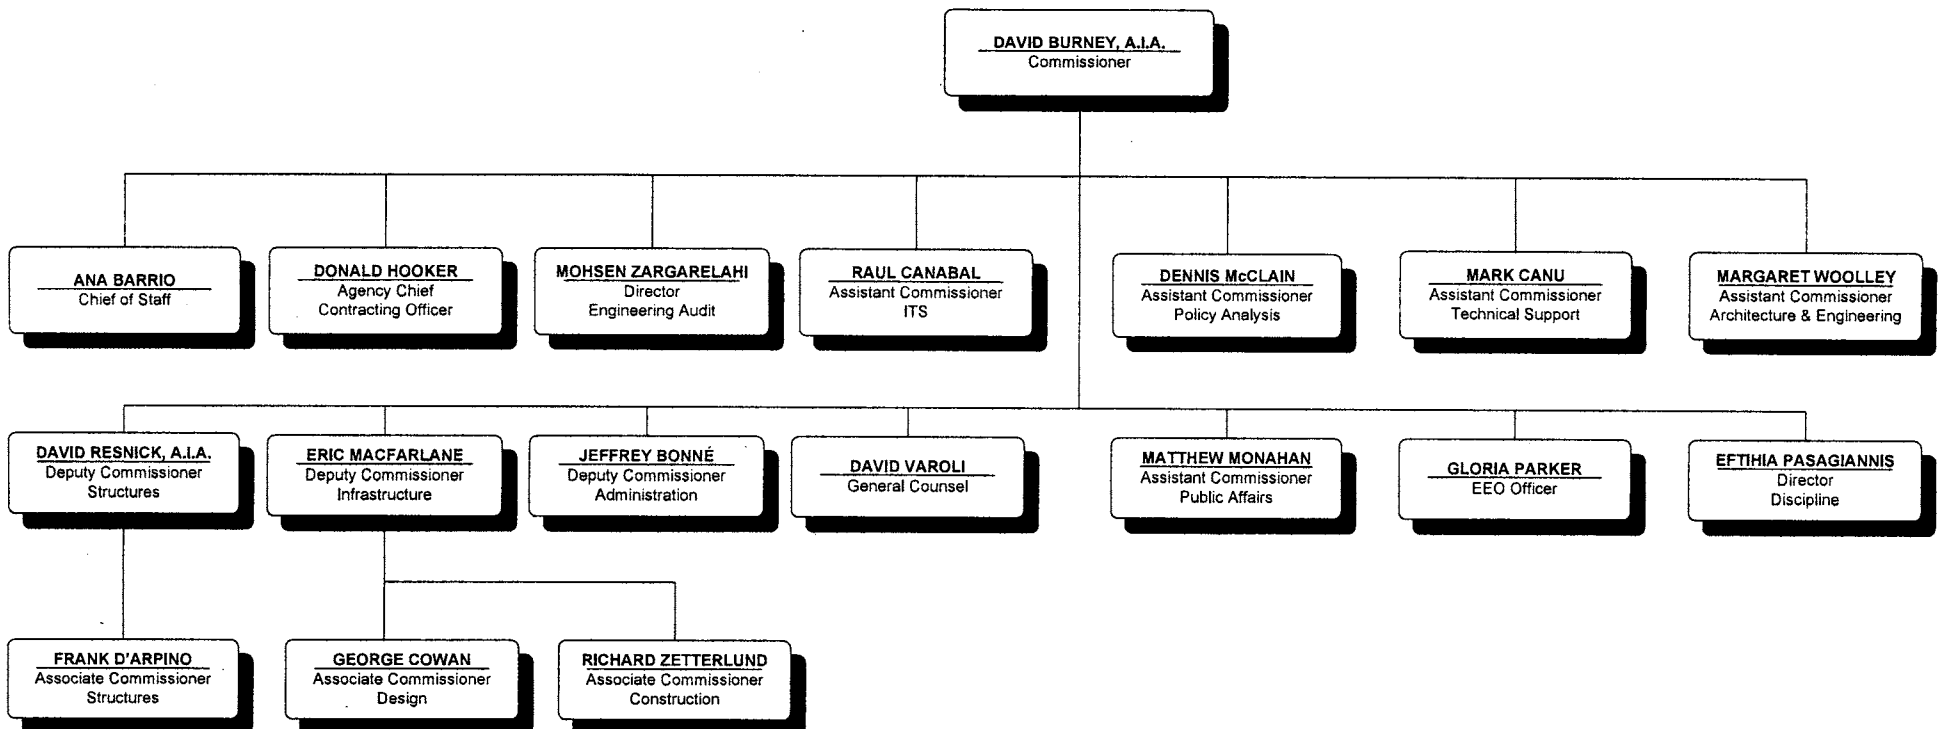 DAVID BURNEY, A.I.A.
Commissioner
ANA BARRIO
Chief of Staff
DONALD HOOKER
Agency Chief
Contracting Officer
MOHSEN ZARGARELAHI
Director
Engineering Audit
RAUL CANABAL
Assistant Commissioner
ITS
DENNIS McCLAIN
Assistant Commissioner
Policy Analysis
MARK CANU
Assistant Commissioner
Technical Support
MARGARET WOOLLEY
Assistant Commissioner
Architecture & Engineering
DAVID RESNICK, A.I.A.
Deputy Commissioner
Structures
ERIC MACFARLANE
Deputy Commissioner
Infrastructure
JEFFREY BONNÉ
Deputy Commissioner
Administration
DAVID VAROLI
General Counsel
MATTHEW MONAHAN
Assistant Commissioner
Public Affairs
GLORIA PARKER
EEO Officer
EFTIHIA PASAGIANNIS
Director
Discipline
FRANK D'ARPINO
Associate Commissioner
Structures
GEORGE COWAN
Associate Commissioner
Design
RICHARD ZETTERLUND
Associate Commissioner
Construction